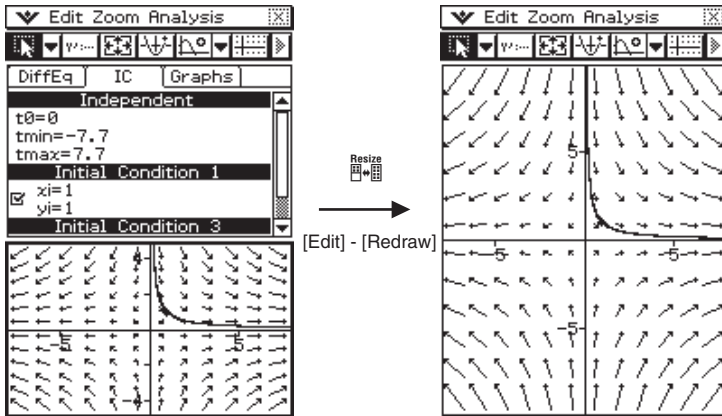 Edit Zoom Analysis
DiffEq IC Graphs
Independent
t0=0
tmin=-7.7
tmax=7.7
Initial Condition 1
xi=1
yi=1
Initial Condition 3
4
-5 5
-4
Resize
[Edit] - [Redraw]
Edit Zoom Analysis
5
-5 5
-5